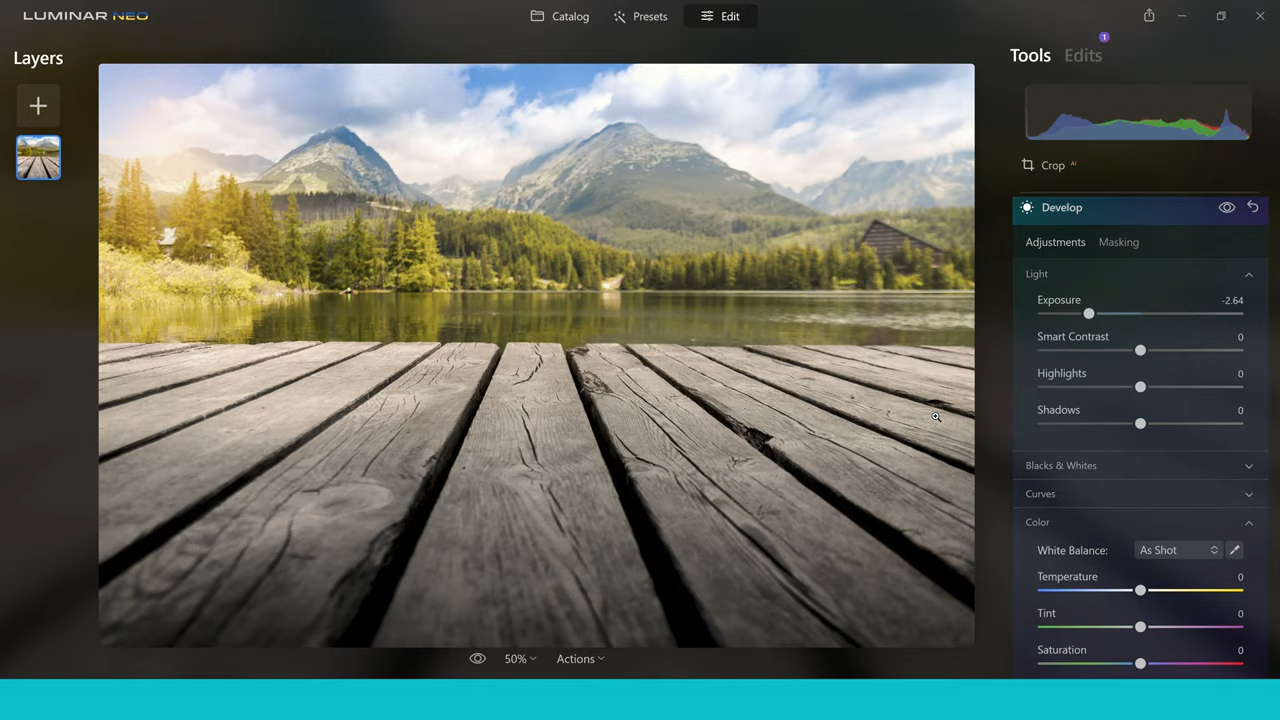 LUMINAR NEO
Catalog
Presets
Edit
Layers
Tools
Edits
1
Crop AI
Develop
Adjustments
Masking
Light
Exposure
-2.64
Smart Contrast
0
Highlights
0
Shadows
0
Blacks & Whites
Curves
Color
White Balance:
As Shot
Temperature
0
Tint
0
Saturation
0
50%
Actions